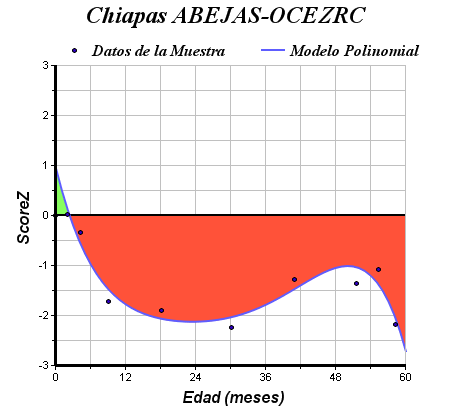 Chiapas ABEJAS-OCEZRC
Datos de la Muestra Modelo Polinomial
3
2
1
0
-1
-2
-3
ScoreZ
0 12 24 36 48 60
Edad (meses)